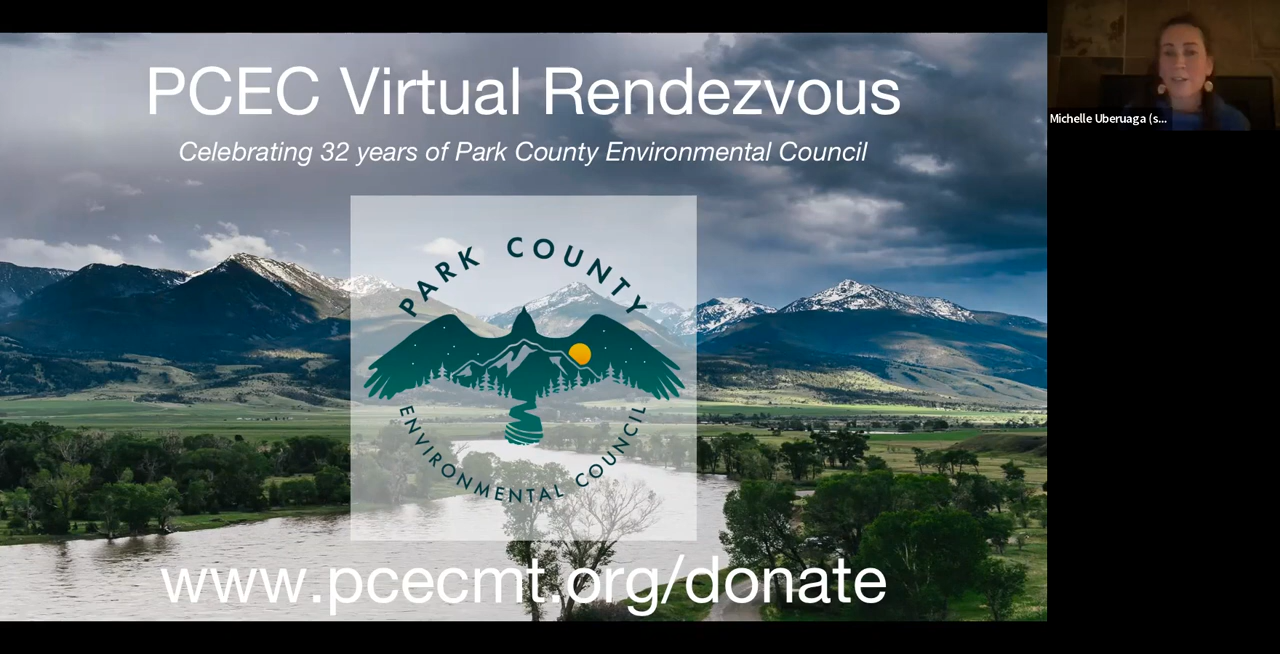 PCEC Virtual Rendezvous
Celebrating 32 years of Park County Environmental Council
PARK COUNTY
ENVIRONMENTAL COUNCIL
www.pcecmt.org/donate
Michelle Uberuaga (s...